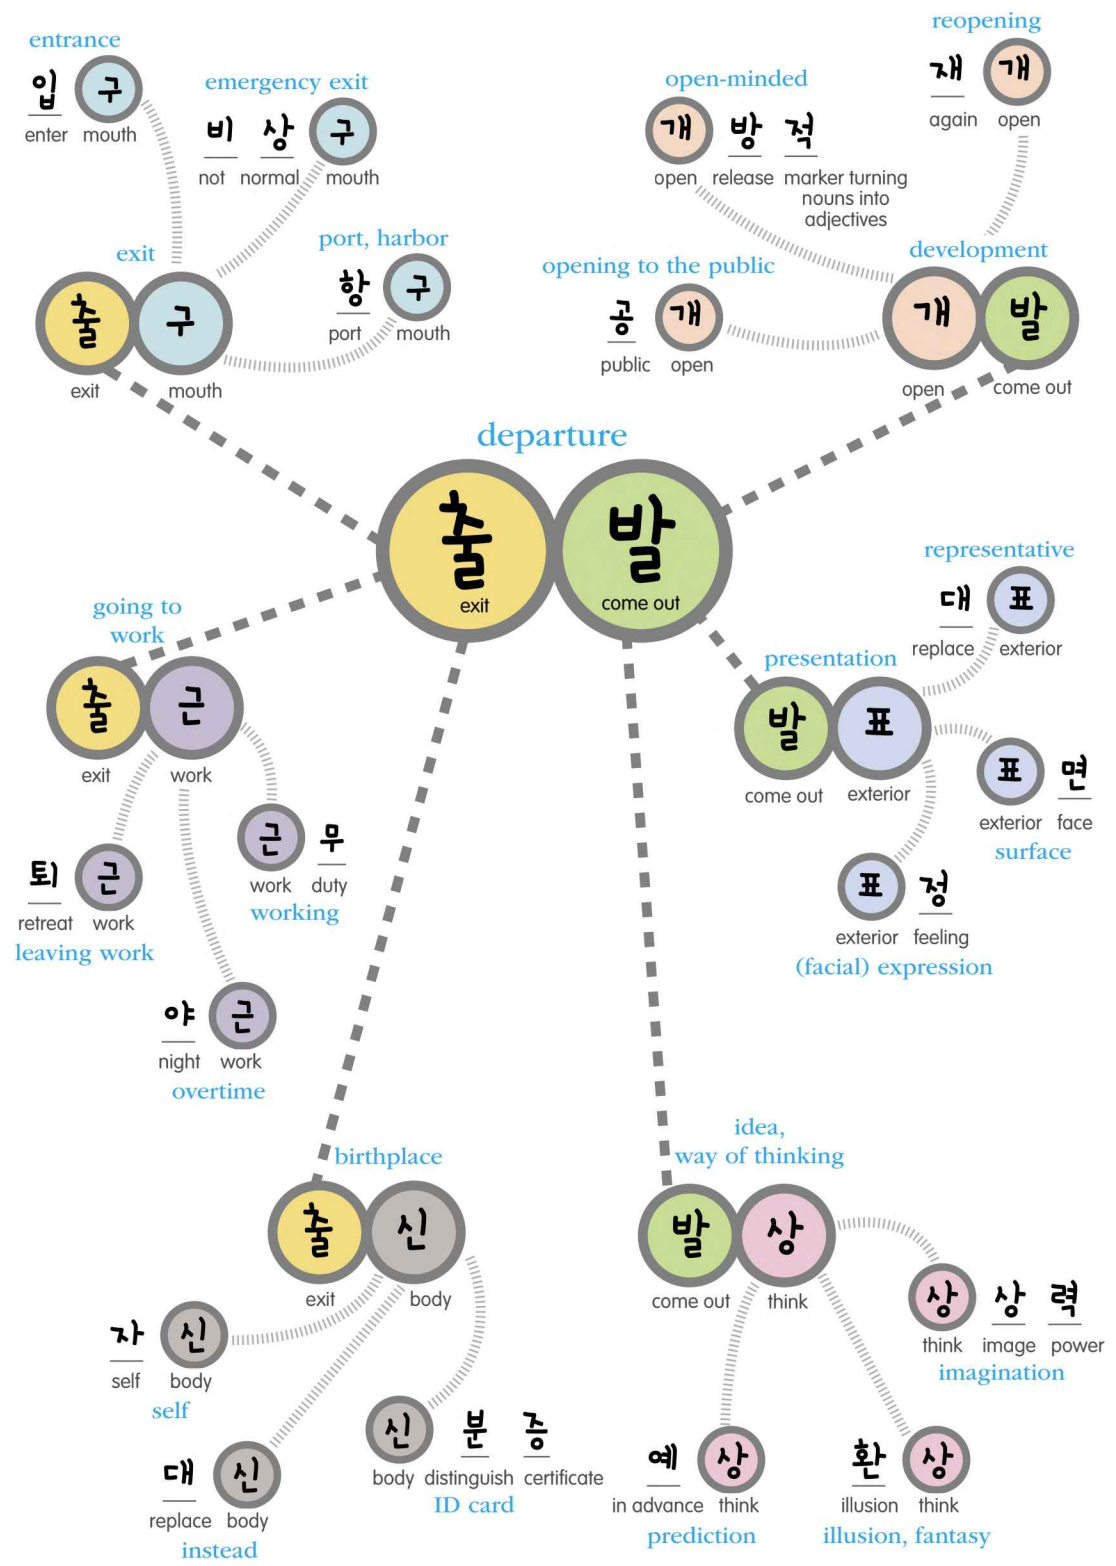 entrance
입 구
enter mouth
emergency exit
비 상 구
not normal mouth
port, harbor
항 구
port mouth
exit
출 구
exit mouth
reopening
재 개
again open
open-minded
개 방 적
open release marker turning
nouns into
adjectives
opening to the public
공 개
public open
development
개 발
open come out
departure
출 발
exit come out
going to
work
출 근
exit work
근 무
work duty
working
퇴 근
retreat work
leaving work
야 근
night work
overtime
representative
대 표
replace exterior
presentation
발 표
come out exterior
표 면
exterior face
surface
표 정
exterior feeling
(facial) expression
birthplace
출 신
exit body
자 신
self body
self
대 신
replace body
instead
신 분 증
body distinguish certificate
ID card
idea,
way of thinking
발 상
come out think
상 상 력
think image power
imagination
예 상
in advance think
prediction
환 상
illusion think
illusion, fantasy